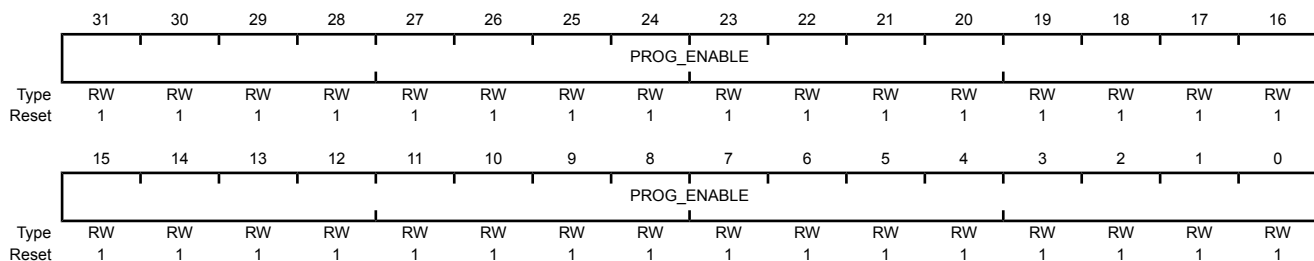 31 30 29 28 27 26 25 24 23 22 21 20 19 18 17 16
PROG_ENABLE
Type RW RW RW RW RW RW RW RW RW RW RW RW RW RW RW RW
Reset 1 1 1 1 1 1 1 1 1 1 1 1 1 1 1 1
15 14 13 12 11 10 9 8 7 6 5 4 3 2 1 0
PROG_ENABLE
Type RW RW RW RW RW RW RW RW RW RW RW RW RW RW RW RW
Reset 1 1 1 1 1 1 1 1 1 1 1 1 1 1 1 1